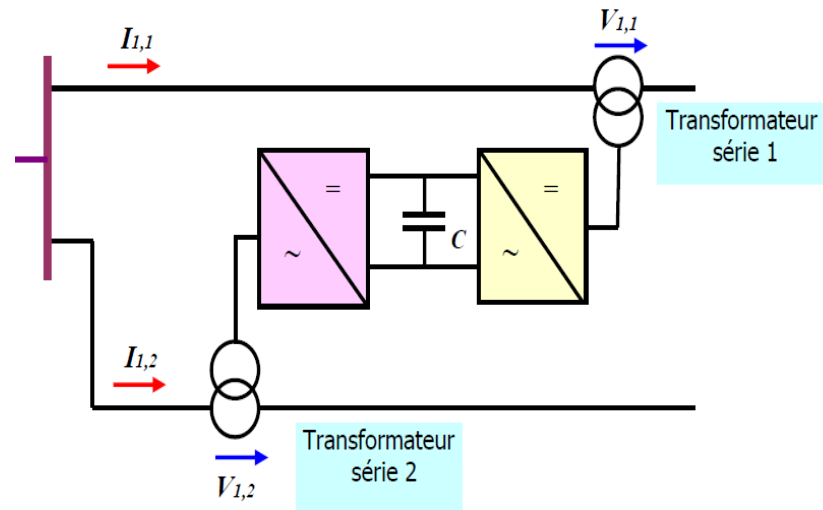 I1,1
V1,1
Transformateur
série 1
=
=
~
C
~
I1,2
V1,2
Transformateur
série 2